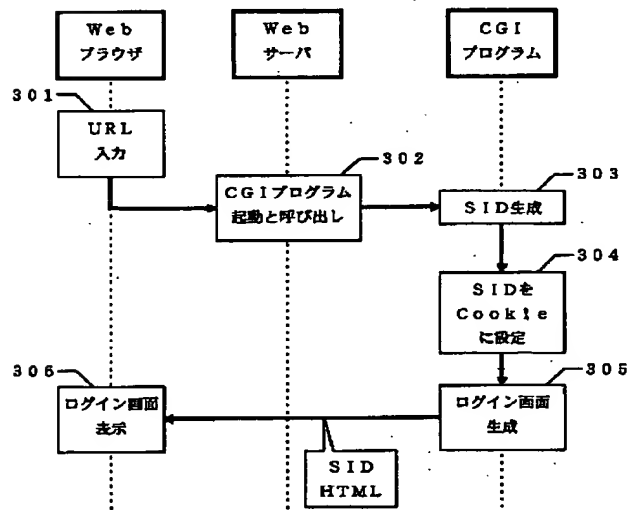 Web
ブラウザ
Web
サーバ
CGI
プログラム
301
URL
入力
302
CGIプログラム
起動と呼び出し
303
SID生成
304
SIDを
Cookie
に設定
306
ログイン画面
表示
305
ログイン画面
生成
SID
HTML